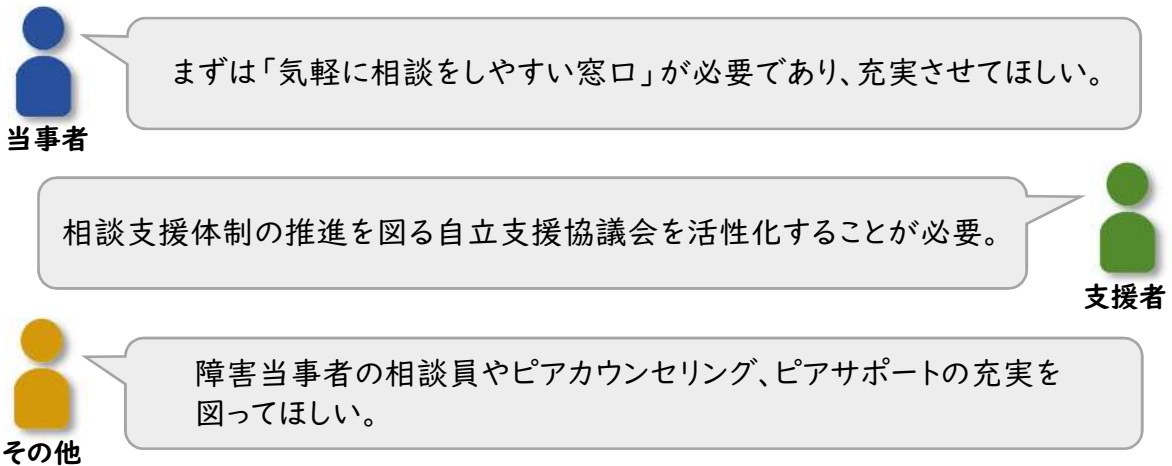 まずは「気軽に相談をしやすい窓口」が必要であり、充実させてほしい。
当事者
相談支援体制の推進を図る自立支援協議会を活性化することが必要。
支援者
障害当事者の相談員やピアカウンセリング、ピアサポートの充実を
図ってほしい。
その他